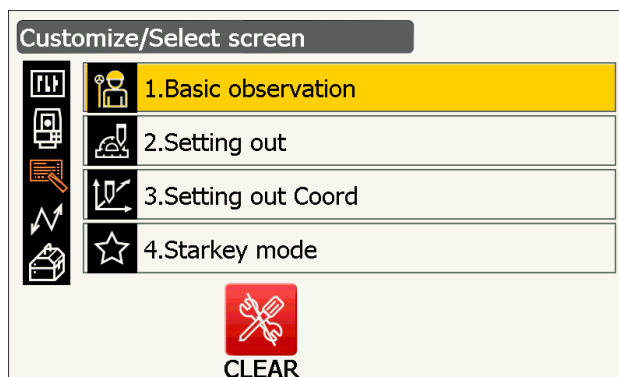 Customize/Select screen
1.Basic observation
2.Setting out
3.Setting out Coord
4.Starkey mode
CLEAR